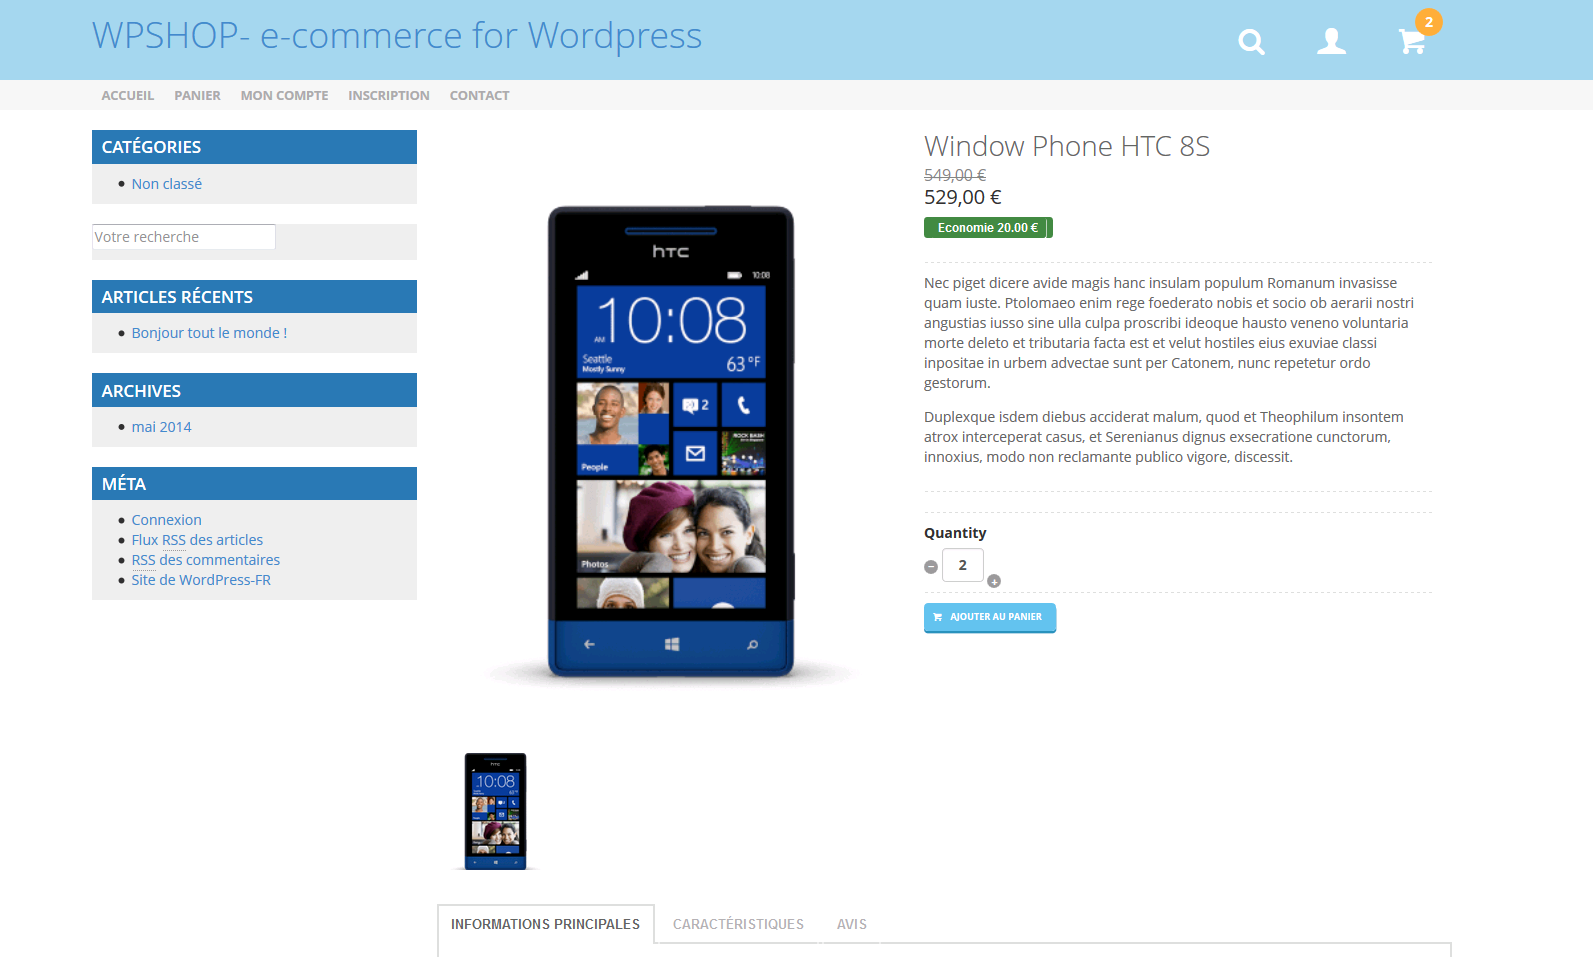 WPSHOP- e-commerce for Wordpress
2
ACCUEIL
PANIER
MON COMPTE
INSCRIPTION
CONTACT
CATÉGORIES
Non classé
Votre recherche
ARTICLES RÉCENTS
Bonjour tout le monde !
ARCHIVES
mai 2014
MÉTA
Connexion
Flux RSS des articles
RSS des commentaires
Site de WordPress-FR
hTC
10:08
AM 10:08
Seattle
Mostly Sunny
63°F
2
ROCK BASH
People
Photos
hTC
10:08
Window Phone HTC 8S
549,00 €
529,00 €
Economie 20.00 €
Nec piget dicere avide magis hanc insulam populum Romanum invasisse
quam iuste. Ptolomaeo enim rege foederato nobis et socio ob aerarii nostri
angustias iusso sine ulla culpa proscribi ideoque hausto veneno voluntaria
morte deleto et tributaria facta est et velut hostiles eius exuviae classi
inpositae in urbem advectae sunt per Catonem, nunc repetetur ordo
gestorum.
Duplexque isdem diebus acciderat malum, quod et Theophilum insontem
atrox interceperat casus, et Serenianus dignus exsecratione cunctorum,
innoxius, modo non reclamante publico vigore, discessit.
Quantity
2
AJOUTER AU PANIER
INFORMATIONS PRINCIPALES
CARACTÉRISTIQUES
AVIS